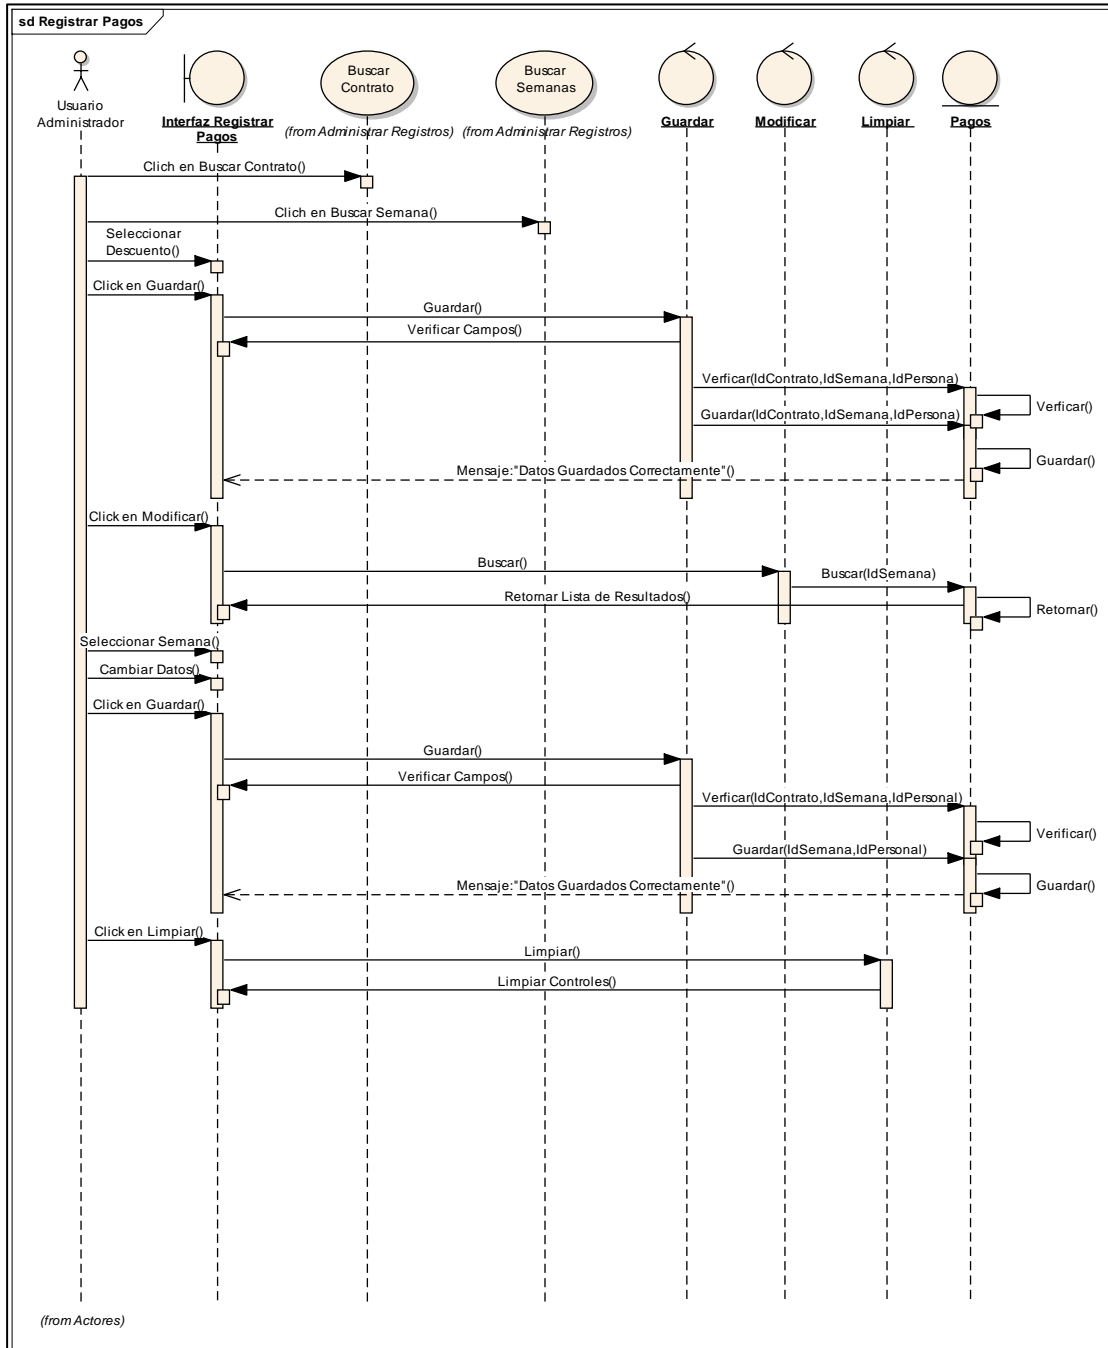 sd Registrar Pagos
Usuario
Administrador
Interfaz Registrar
Pagos
Buscar
Contrato
(from Administrar Registros)
Buscar
Semanas
(from Administrar Registros)
Guardar
Modificar
Limpiar
Pagos
Clich en Buscar Contrato()
Clich en Buscar Semana()
Seleccionar
Descuento()
Click en Guardar()
Guardar()
Verificar Campos()
Verficar(IdContrato,IdSemana,IdPersona)
Verficar()
Guardar(IdContrato,IdSemana,IdPersona)
Guardar()
Mensaje:"Datos Guardados Correctamente"()
Click en Modificar()
Buscar()
Buscar(IdSemana)
Retornar Lista de Resultados()
Retornar()
Seleccionar Semana()
Cambiar Datos()
Click en Guardar()
Guardar()
Verificar Campos()
Verficar(IdContrato,IdSemana,IdPersonal)
Verificar()
Guardar(IdSemana,IdPersonal)
Guardar()
Mensaje:"Datos Guardados Correctamente"()
Click en Limpiar()
Limpiar()
Limpiar Controles()
(from Actores)